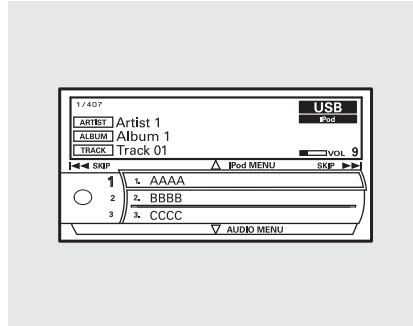 1/407
USB
iPod
ARTIST Artist 1
ALBUM Album 1
TRACK Track 01
VOL 9
SKIP iPod MENU SKIP
1 1. AAAA
2 2. BBBB
3 3. CCCC
AUDIO MENU